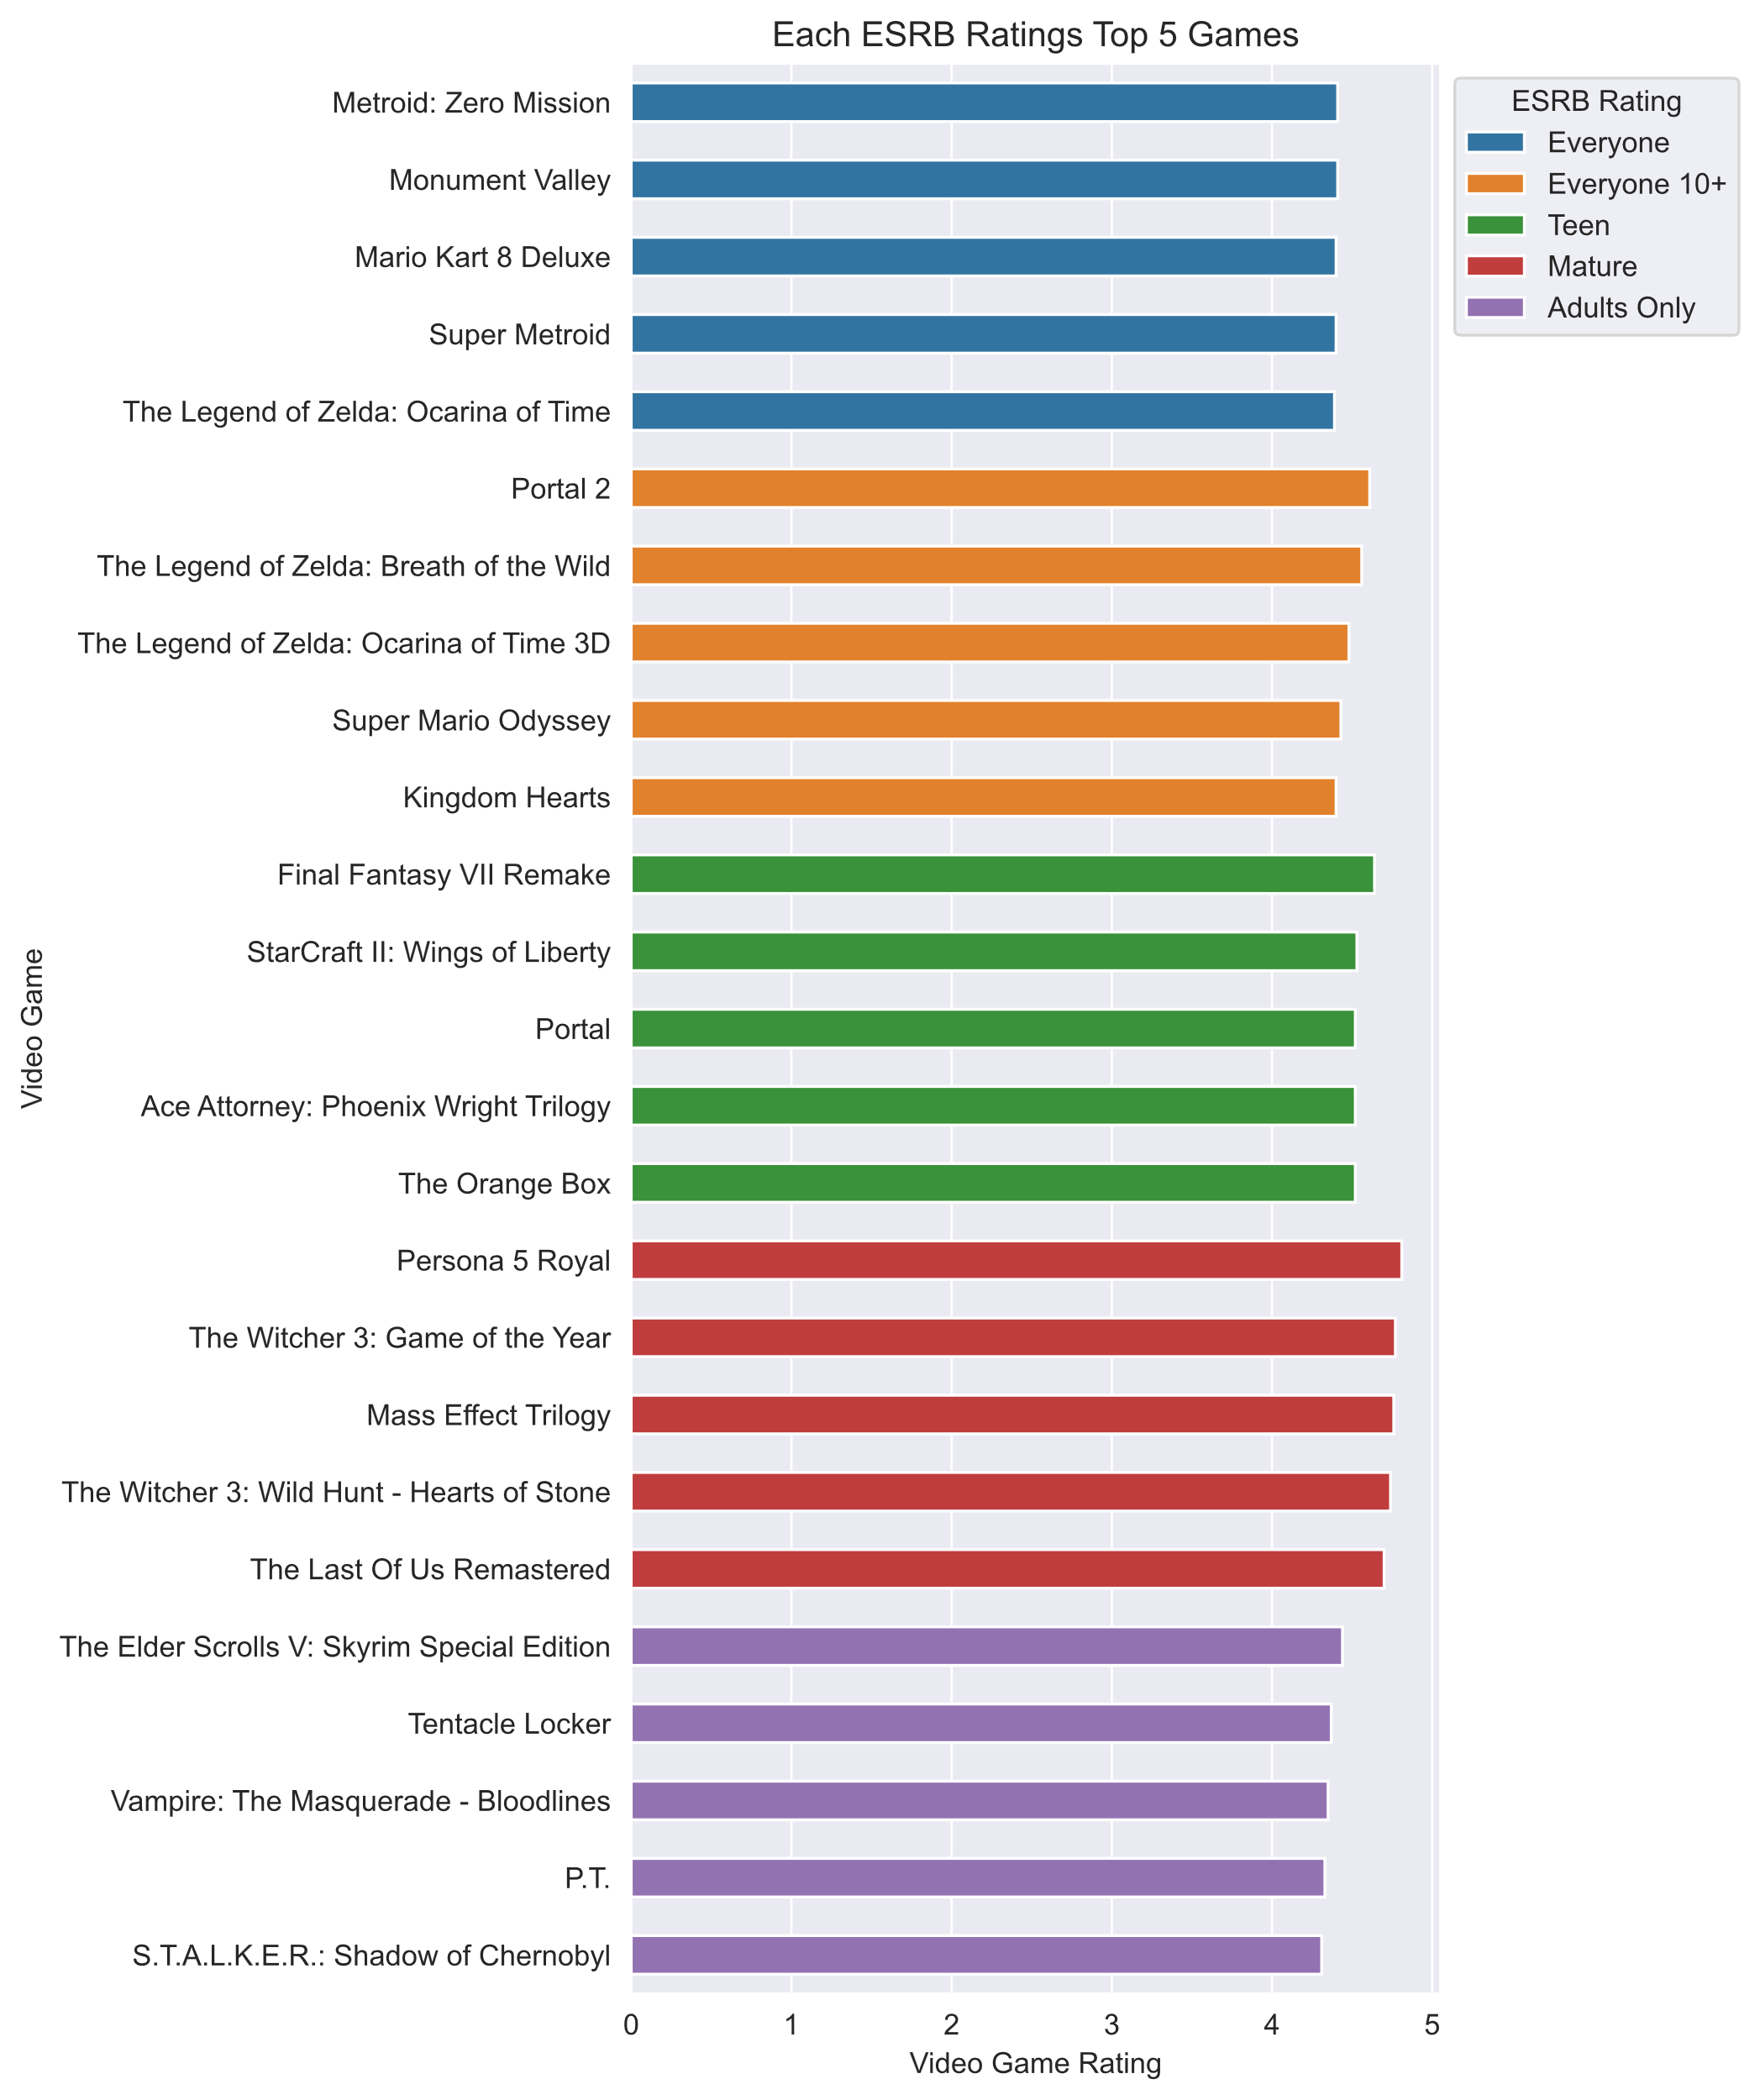 Each ESRB Ratings Top 5 Games
Metroid: Zero Mission
Monument Valley
Mario Kart 8 Deluxe
Super Metroid
The Legend of Zelda: Ocarina of Time
Portal 2
The Legend of Zelda: Breath of the Wild
The Legend of Zelda: Ocarina of Time 3D
Super Mario Odyssey
Kingdom Hearts
Final Fantasy VII Remake
StarCraft II: Wings of Liberty
Portal
Ace Attorney: Phoenix Wright Trilogy
The Orange Box
Persona 5 Royal
The Witcher 3: Game of the Year
Mass Effect Trilogy
The Witcher 3: Wild Hunt - Hearts of Stone
The Last Of Us Remastered
The Elder Scrolls V: Skyrim Special Edition
Tentacle Locker
Vampire: The Masquerade - Bloodlines
P.T.
S.T.A.L.K.E.R.: Shadow of Chernobyl
Video Game
0 1 2 3 4 5
Video Game Rating
ESRB Rating
Everyone
Everyone 10+
Teen
Mature
Adults Only